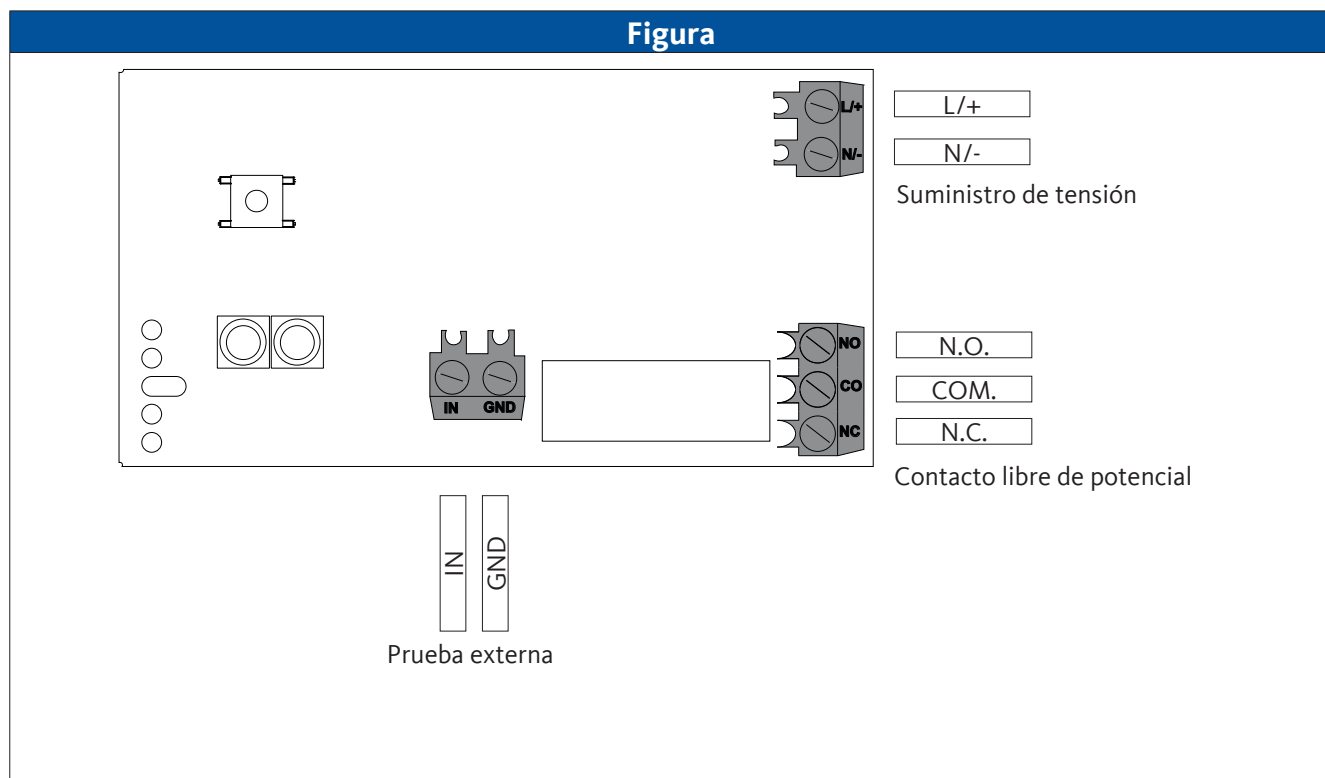 Figura
L/+
L/+
N/-
N/-
Suministro de tensión
NO
N.O.
CO
COM.
NC
N.C.
IN GND
Contacto libre de potencial
IN
GND
Prueba externa